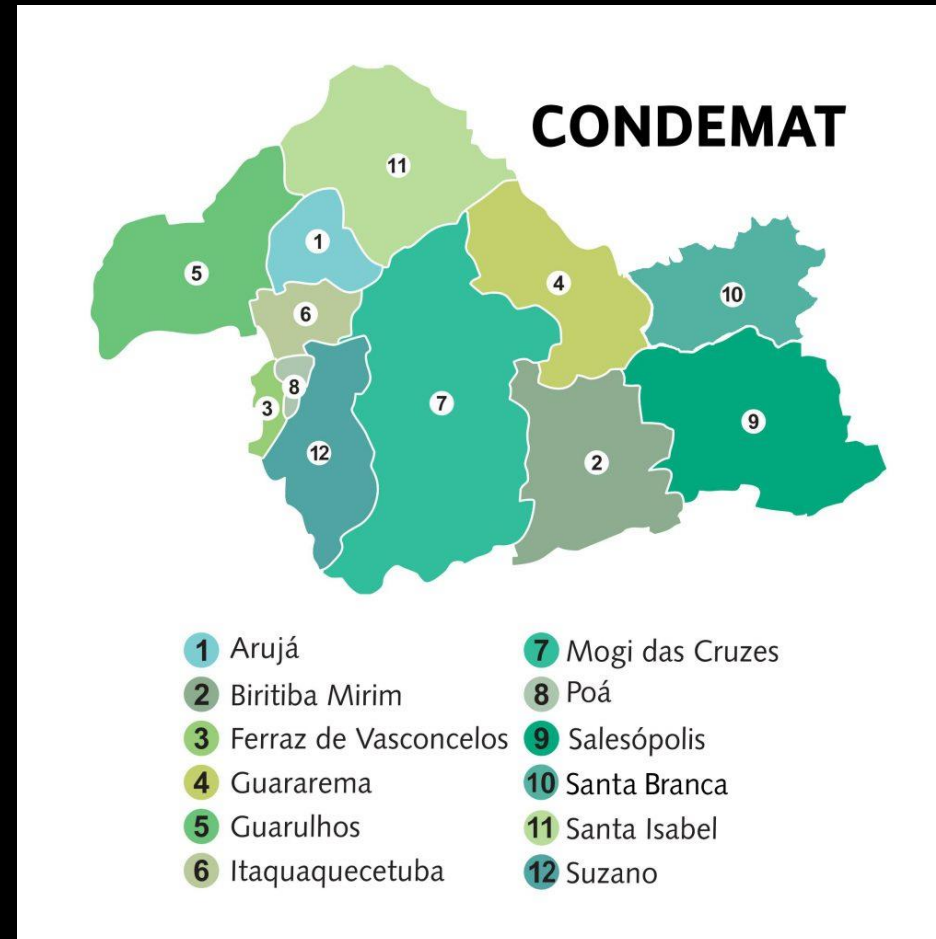 CONDEMAT
11
1
5
4
10
6
8
3
7
9
12
2
1 Arujá
2 Biritiba Mirim
3 Ferraz de Vasconcelos
4 Guararema
5 Guarulhos
6 Itaquaquecetuba
7 Mogi das Cruzes
8 Poá
9 Salesópolis
10 Santa Branca
11 Santa Isabel
12 Suzano